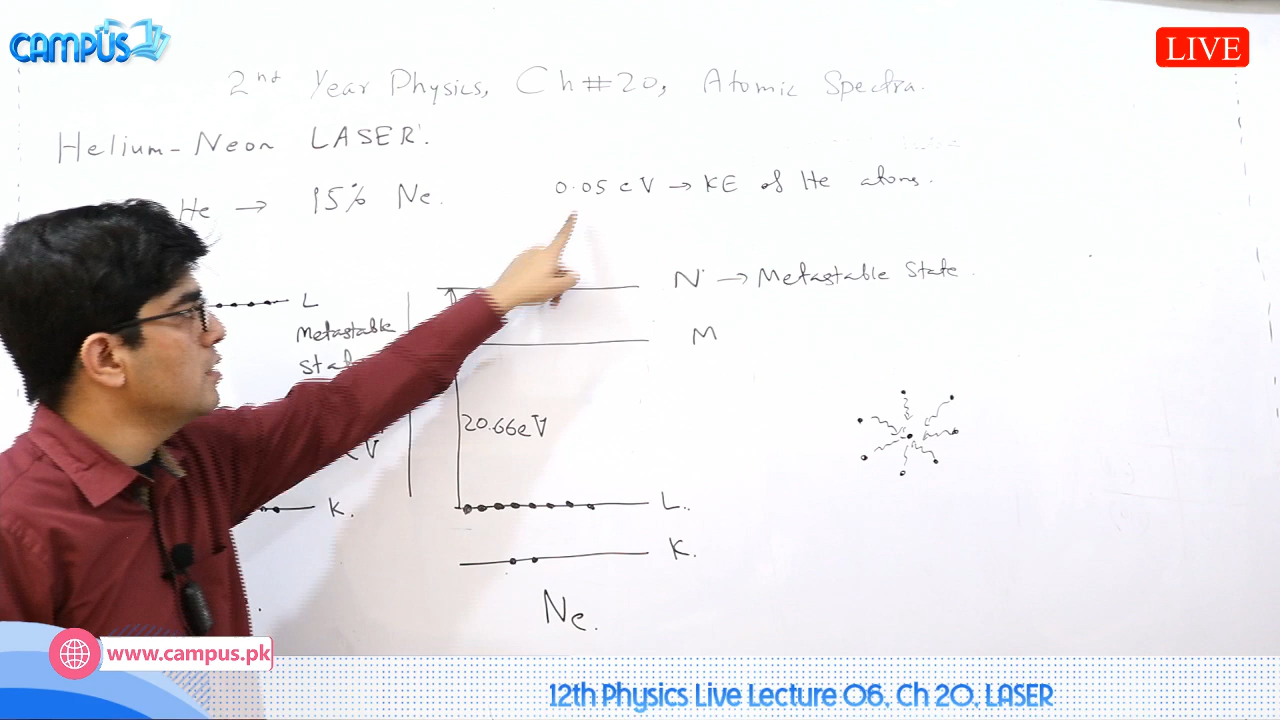 CAMPUS
LIVE
2nd Year Physics, Ch #20, Atomic Spectra.
Helium-Neon LASER.
He → 15% Ne.
0.05 eV → KE of He atoms.
N → Metastable State
L
Metastable
M
20.66eV
V
L..
K.
K.
Ne.
www.campus.pk
12th Physics Live Lecture 06, Ch 20, LASER